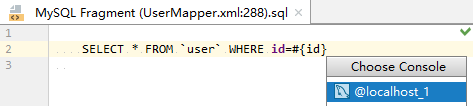 MySQL Fragment (UserMapper.xml:288).sql
1
2 SELECT * FROM `user` WHERE id=#{id}
3
Choose Console
@localhost_1